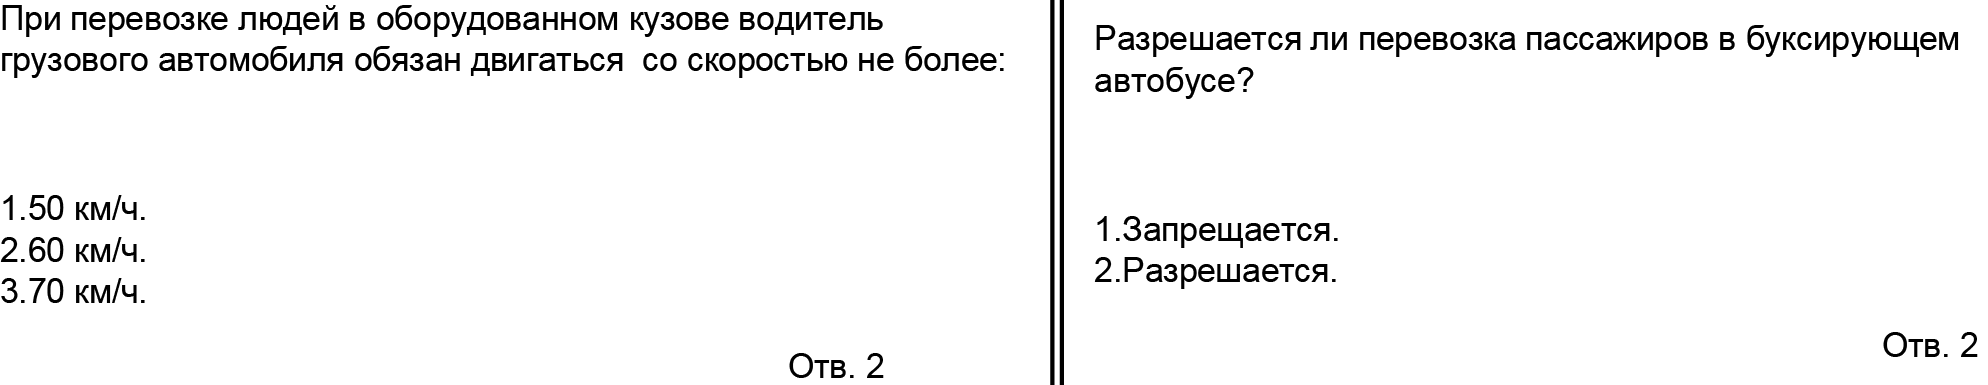 При перевозке людей в оборудованном кузове водитель
грузового автомобиля обязан двигаться  со скоростью не более:
1.50 км/ч.
2.60 км/ч.
3.70 км/ч.
Отв. 2
Разрешается ли перевозка пассажиров в буксирующем
автобусе?
1.Запрещается.
2.Разрешается.
Отв. 2